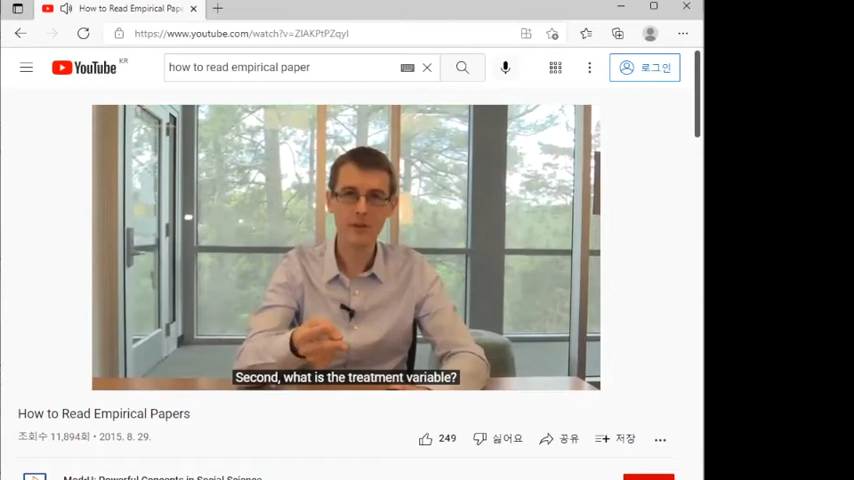 How to Read Empirical Pape
https://www.youtube.com/watch?v=ZIAKPtPZqyI
YouTube KR
how to read empirical paper
로그인
Second, what is the treatment variable?
How to Read Empirical Papers
조회수 11,894회 • 2015. 8. 29.
249 싫어요 공유 저장
ModrU: Powerful Concepts in Social Science